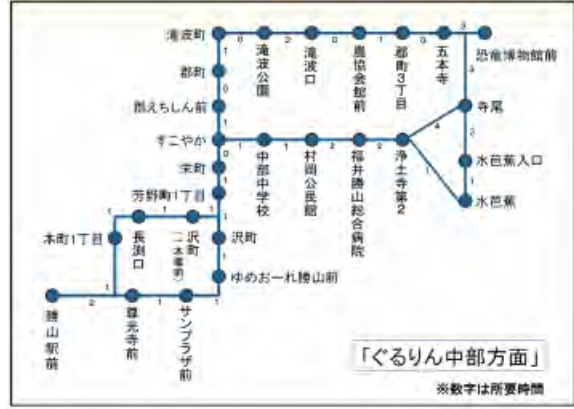 滝波町
滝波公園
滝波口
農協会館前
郡町3丁目
五本寺
恐竜博物館前
郡町
郡えちしん前
寺尾
すこやか
中部中学校
村岡公民館
福井勝山総合病院
浄土寺第2
水芭蕉入口
水芭蕉
栄町
芳野町1丁目
本町1丁目
長渕口
沢町
沢町
ゆめおーれ勝山前
勝山駅前
尊光寺前
サンプラザ前
「ぐるりん中部方面」
※数字は所要時間